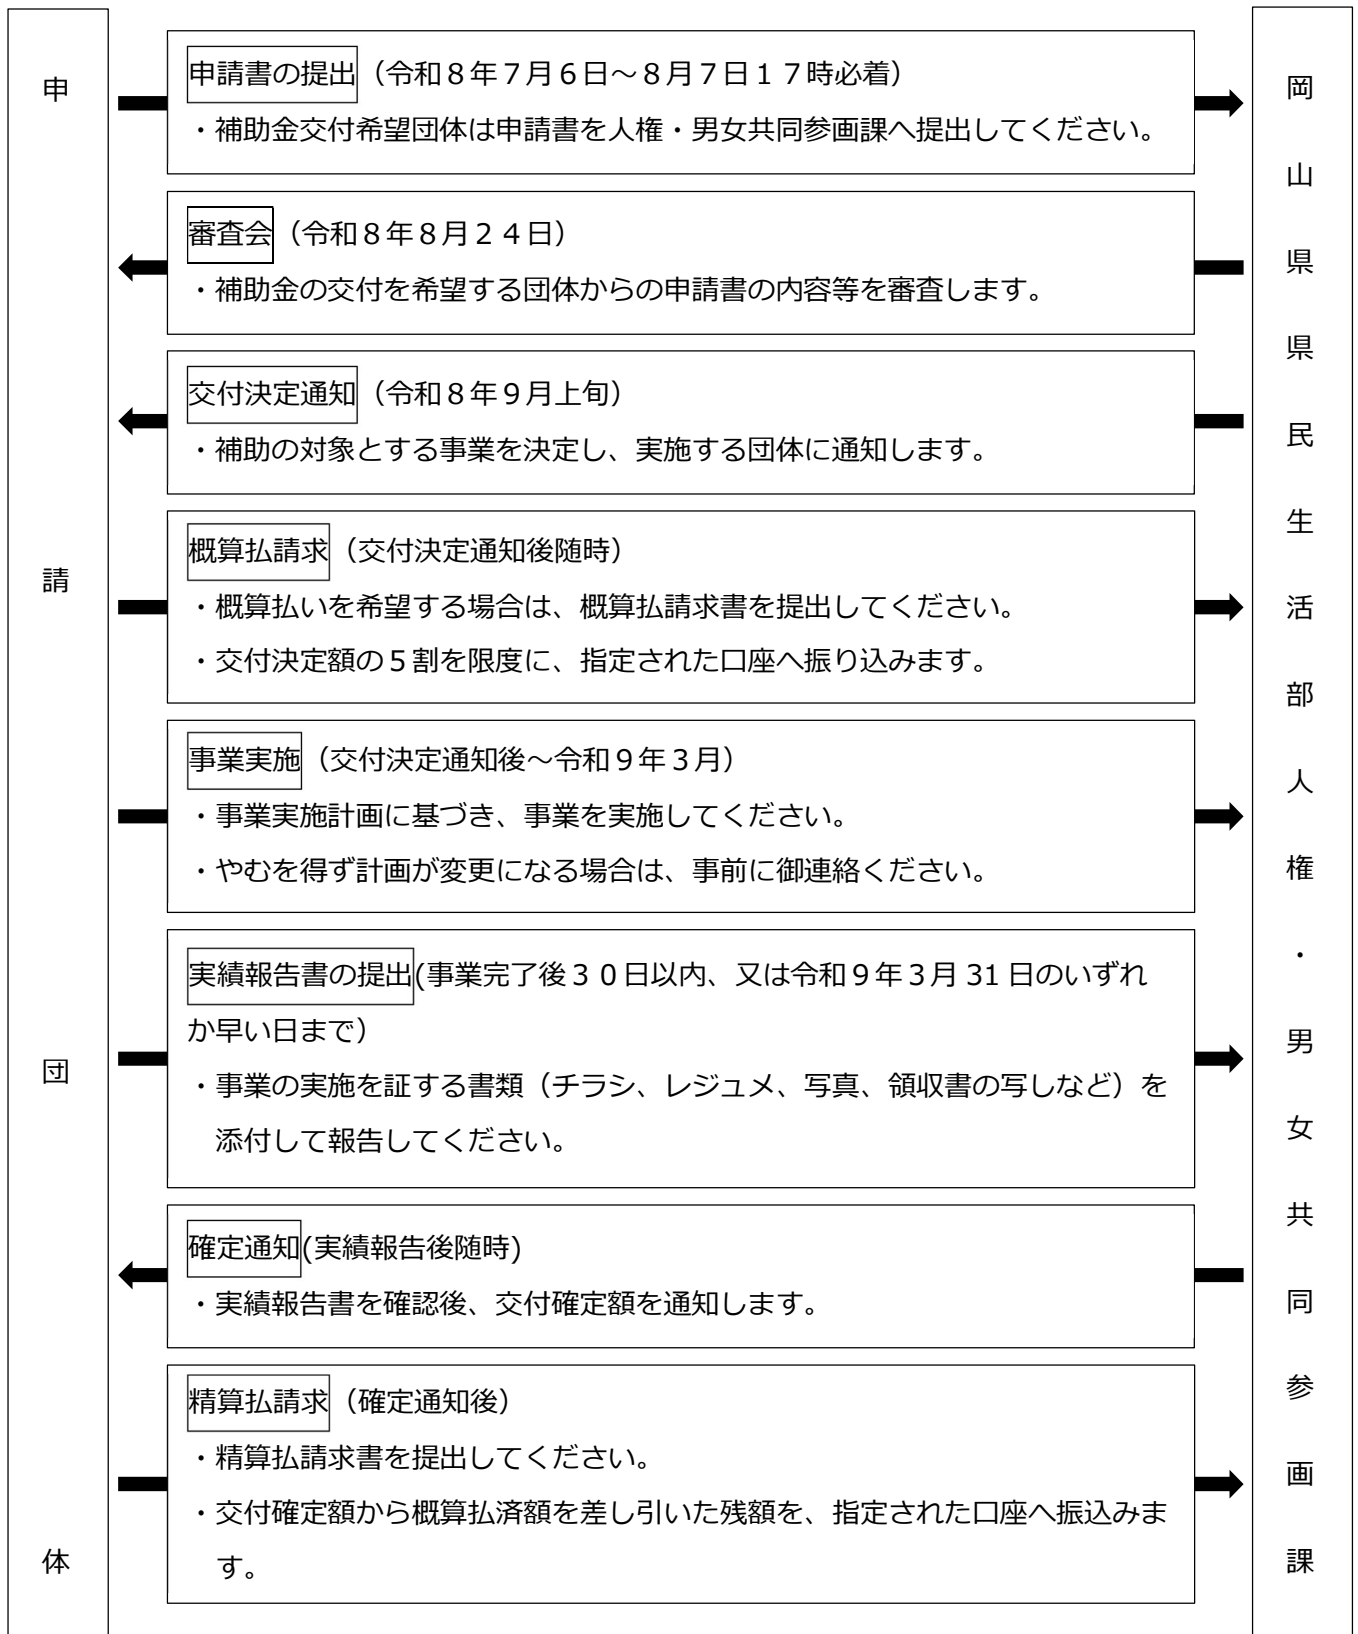 申請団体
申請書の提出（令和８年７月６日～８月７日１７時必着）
・補助金交付希望団体は申請書を人権・男女共同参画課へ提出してください。
審査会（令和８年８月２４日）
・補助金の交付を希望する団体からの申請書の内容等を審査します。
交付決定通知（令和８年９月上旬）
・補助の対象とする事業を決定し、実施する団体に通知します。
概算払請求（交付決定通知後随時）
・概算払いを希望する場合は、概算払請求書を提出してください。
・交付決定額の５割を限度に、指定された口座へ振り込みます。
事業実施（交付決定通知後～令和９年３月）
・事業実施計画に基づき、事業を実施してください。
・やむを得ず計画が変更になる場合は、事前に御連絡ください。
実績報告書の提出(事業完了後３０日以内、又は令和９年３月 31 日のいずれ
か早い日まで）
・事業の実施を証する書類（チラシ、レジュメ、写真、領収書の写しなど）を
添付して報告してください。
確定通知(実績報告後随時)
・実績報告書を確認後、交付確定額を通知します。
精算払請求（確定通知後）
・精算払請求書を提出してください。
・交付確定額から概算払済額を差し引いた残額を、指定された口座へ振込みま
す。
岡山県県民生活部人権・男女共同参画課